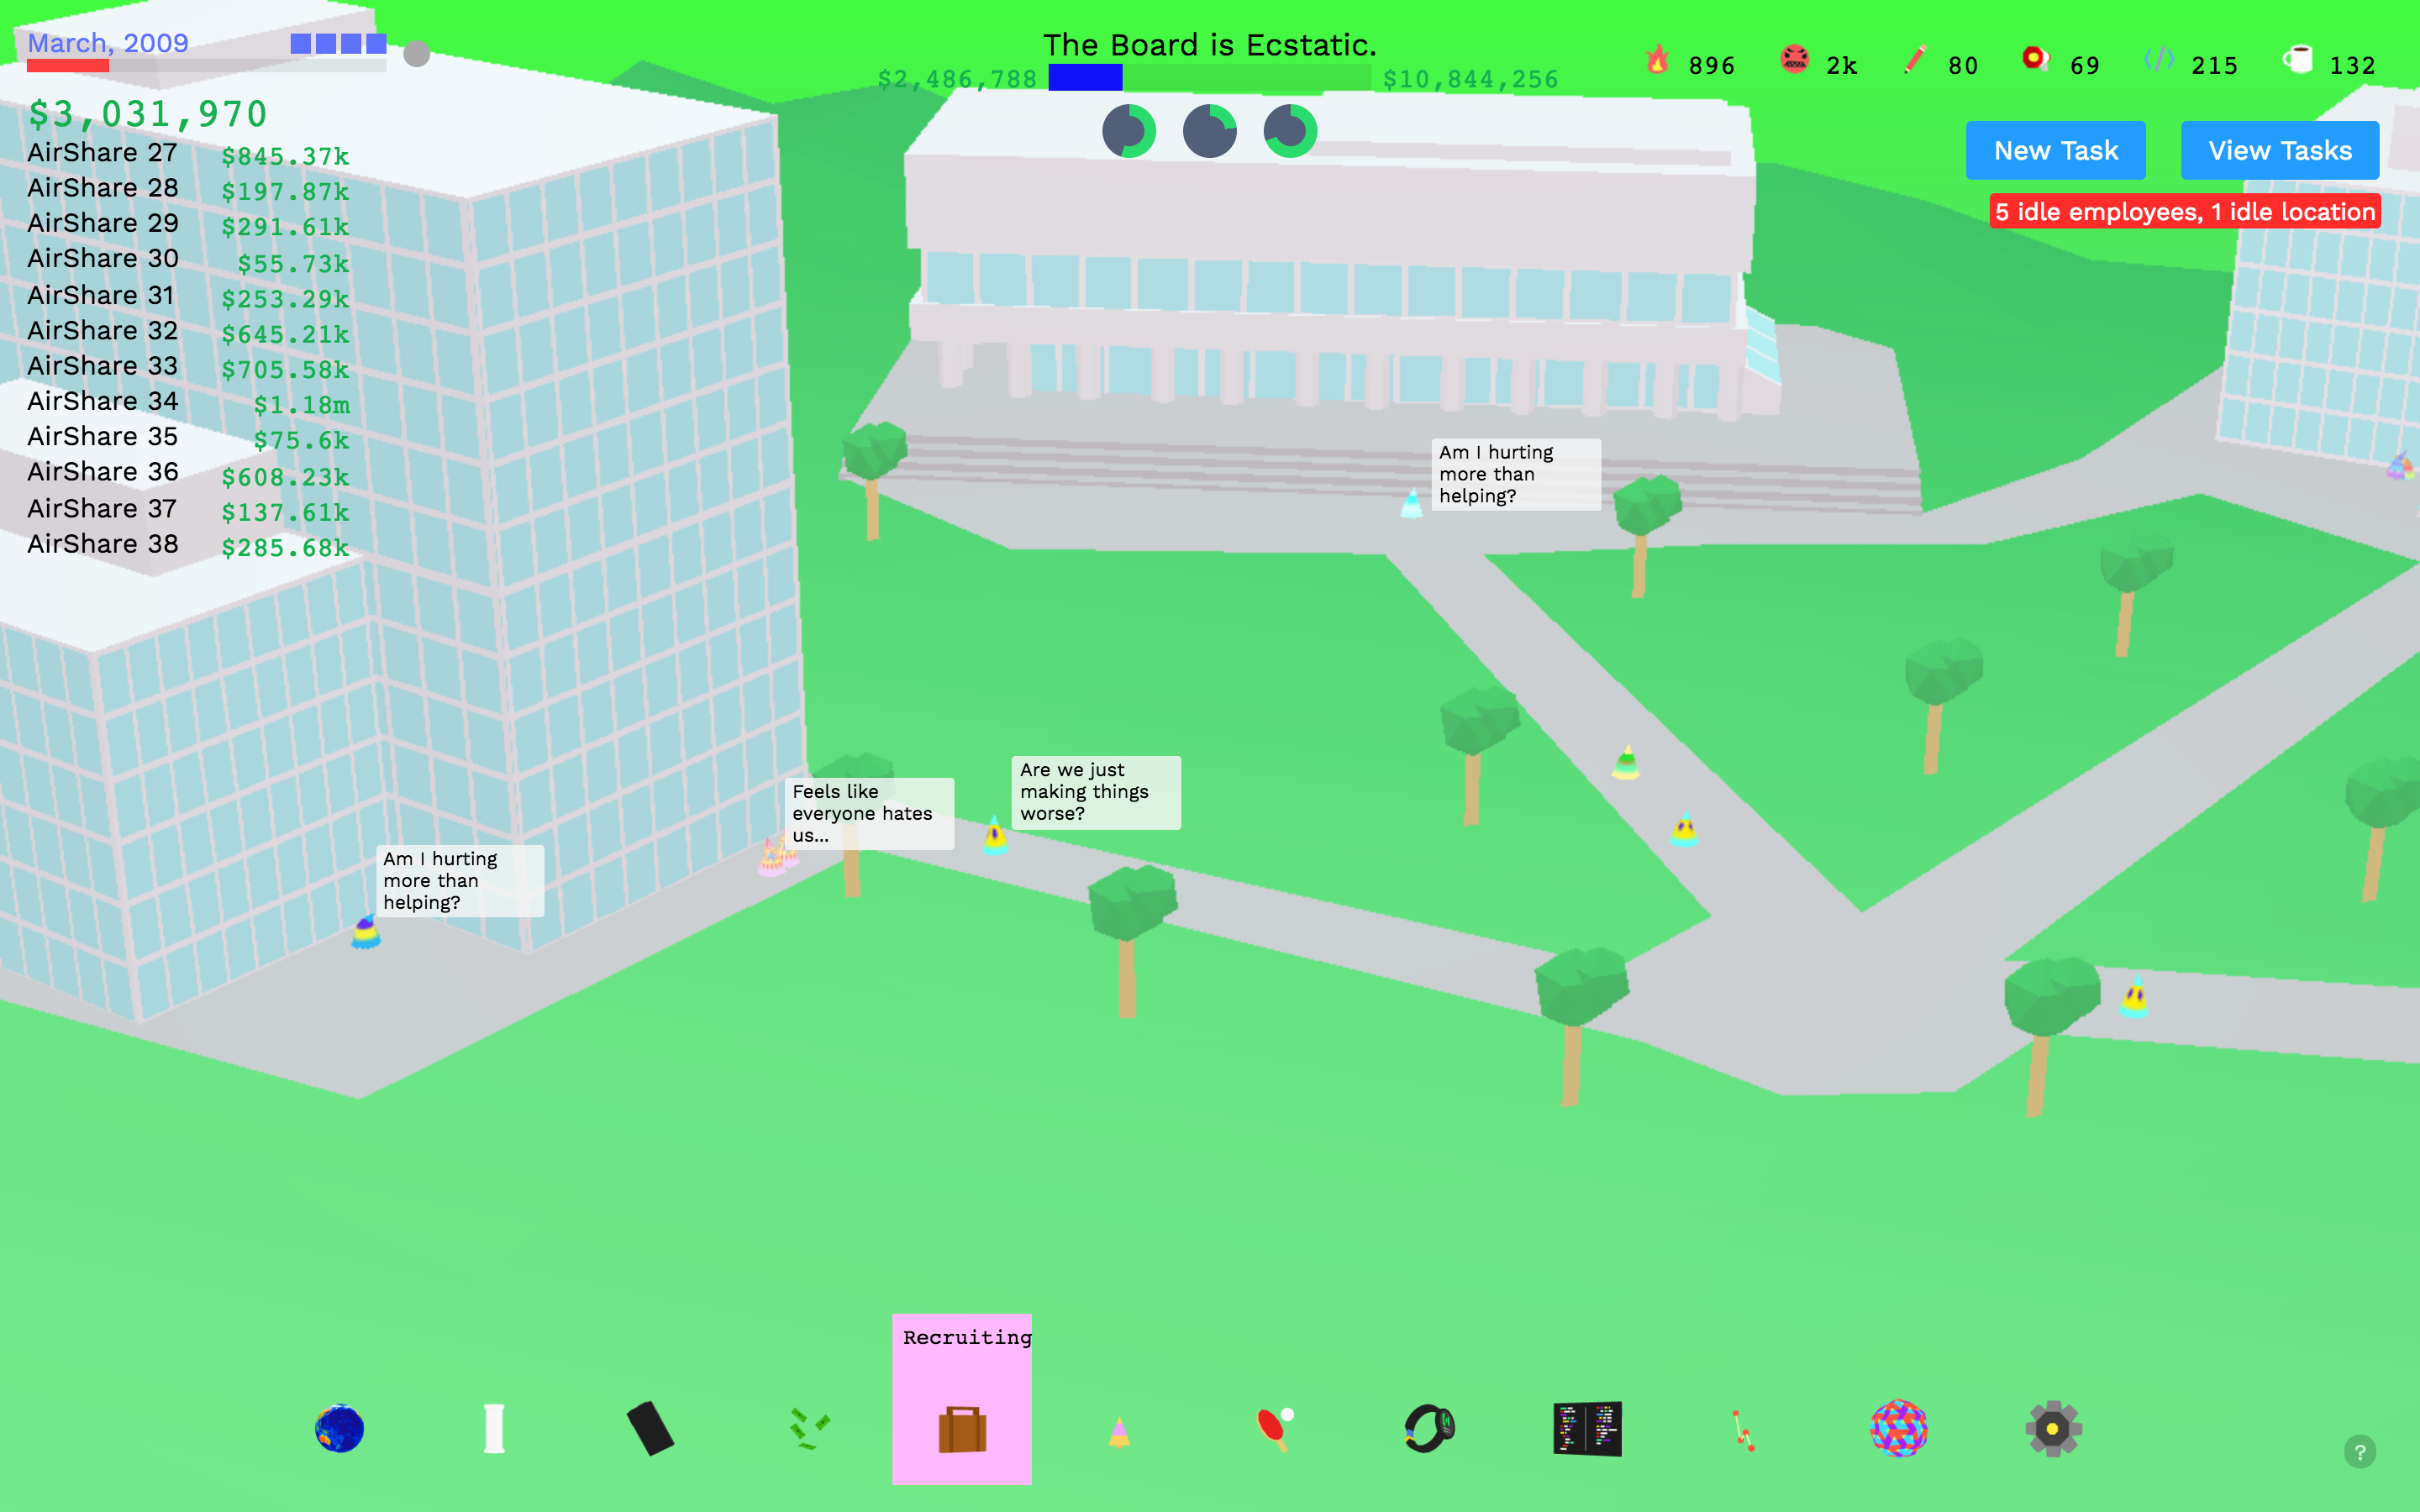 March, 2009
$3,031,970
AirShare 27 $845.37k
AirShare 28 $197.87k
AirShare 29 $291.61k
AirShare 30 $55.73k
AirShare 31 $253.29k
AirShare 32 $645.21k
AirShare 33 $705.58k
AirShare 34 $1.18m
AirShare 35 $75.6k
AirShare 36 $608.23k
AirShare 37 $137.61k
AirShare 38 $285.68k
The Board is Ecstatic.
$2,486,788 $10,844,256
896 2k 80 69 </> 215 132
New Task View Tasks
5 idle employees, 1 idle location
Am I hurting
more than
helping?
Are we just
making things
worse?
Feels like
everyone hates
us...
Am I hurting
more than
helping?
Recruiting
?